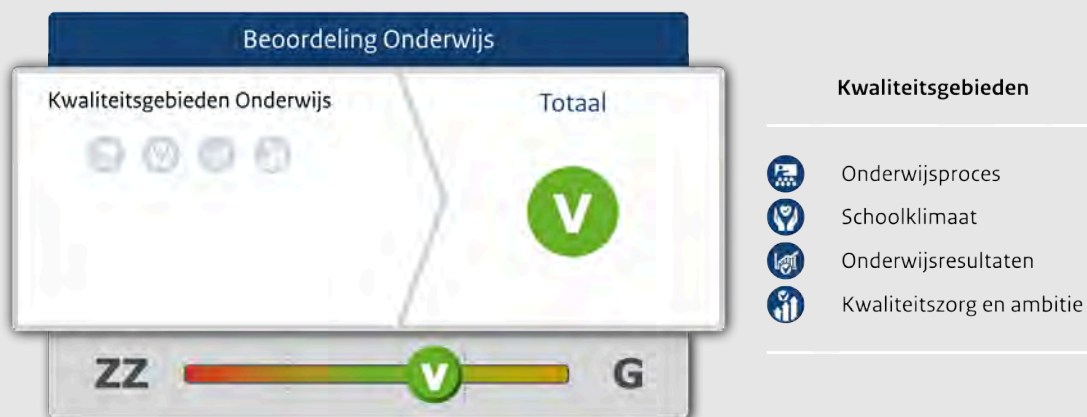 Beoordeling Onderwijs
Kwaliteitsgebieden Onderwijs
Totaal
V
ZZ
V
G
Kwaliteitsgebieden
Onderwijsproces
Schoolklimaat
Onderwijsresultaten
Kwaliteitszorg en ambitie